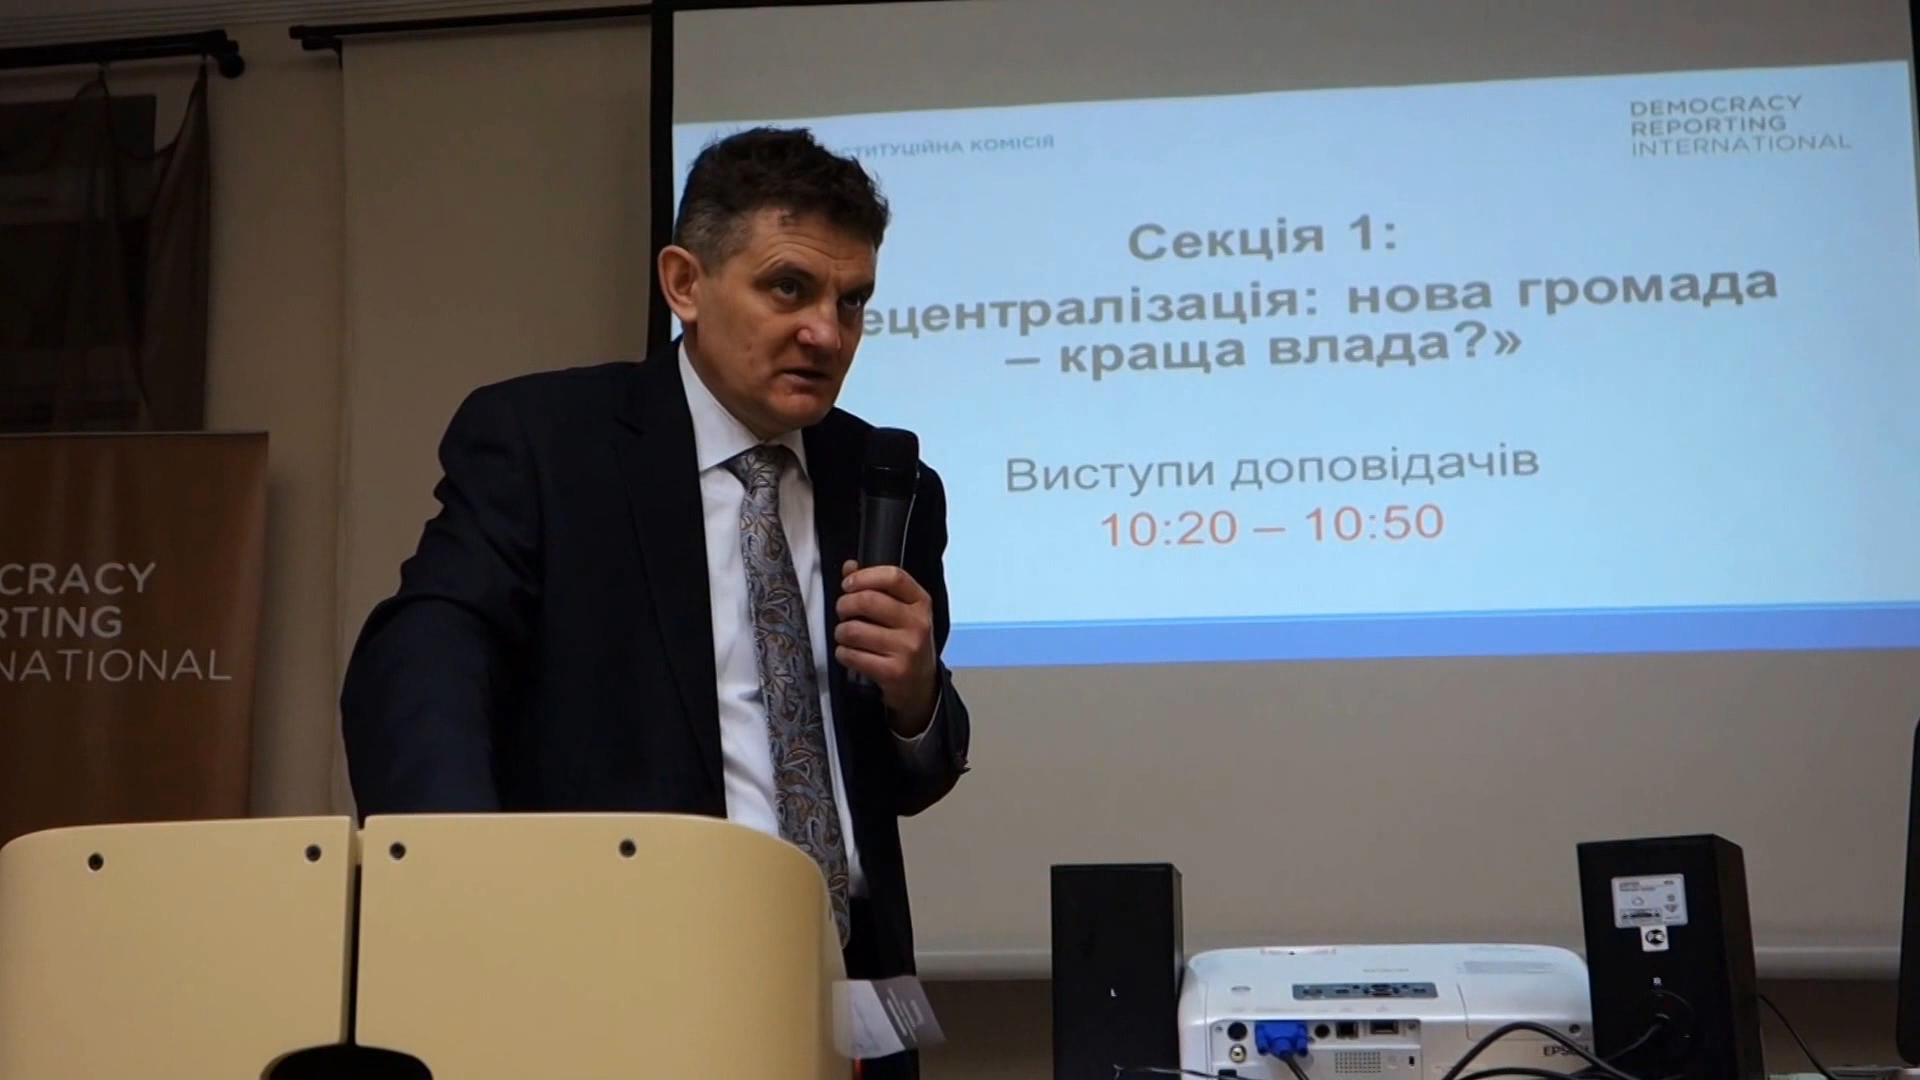 КОМІСІЯ
DEMOCRACY
REPORTING
INTERNATIONAL
Секція 1:
ецентралізація: нова громада
– краща влада?»
Виступи доповідачів
10:20 – 10:50
CRACY
RTING
NATIONAL
L
R
EPSON